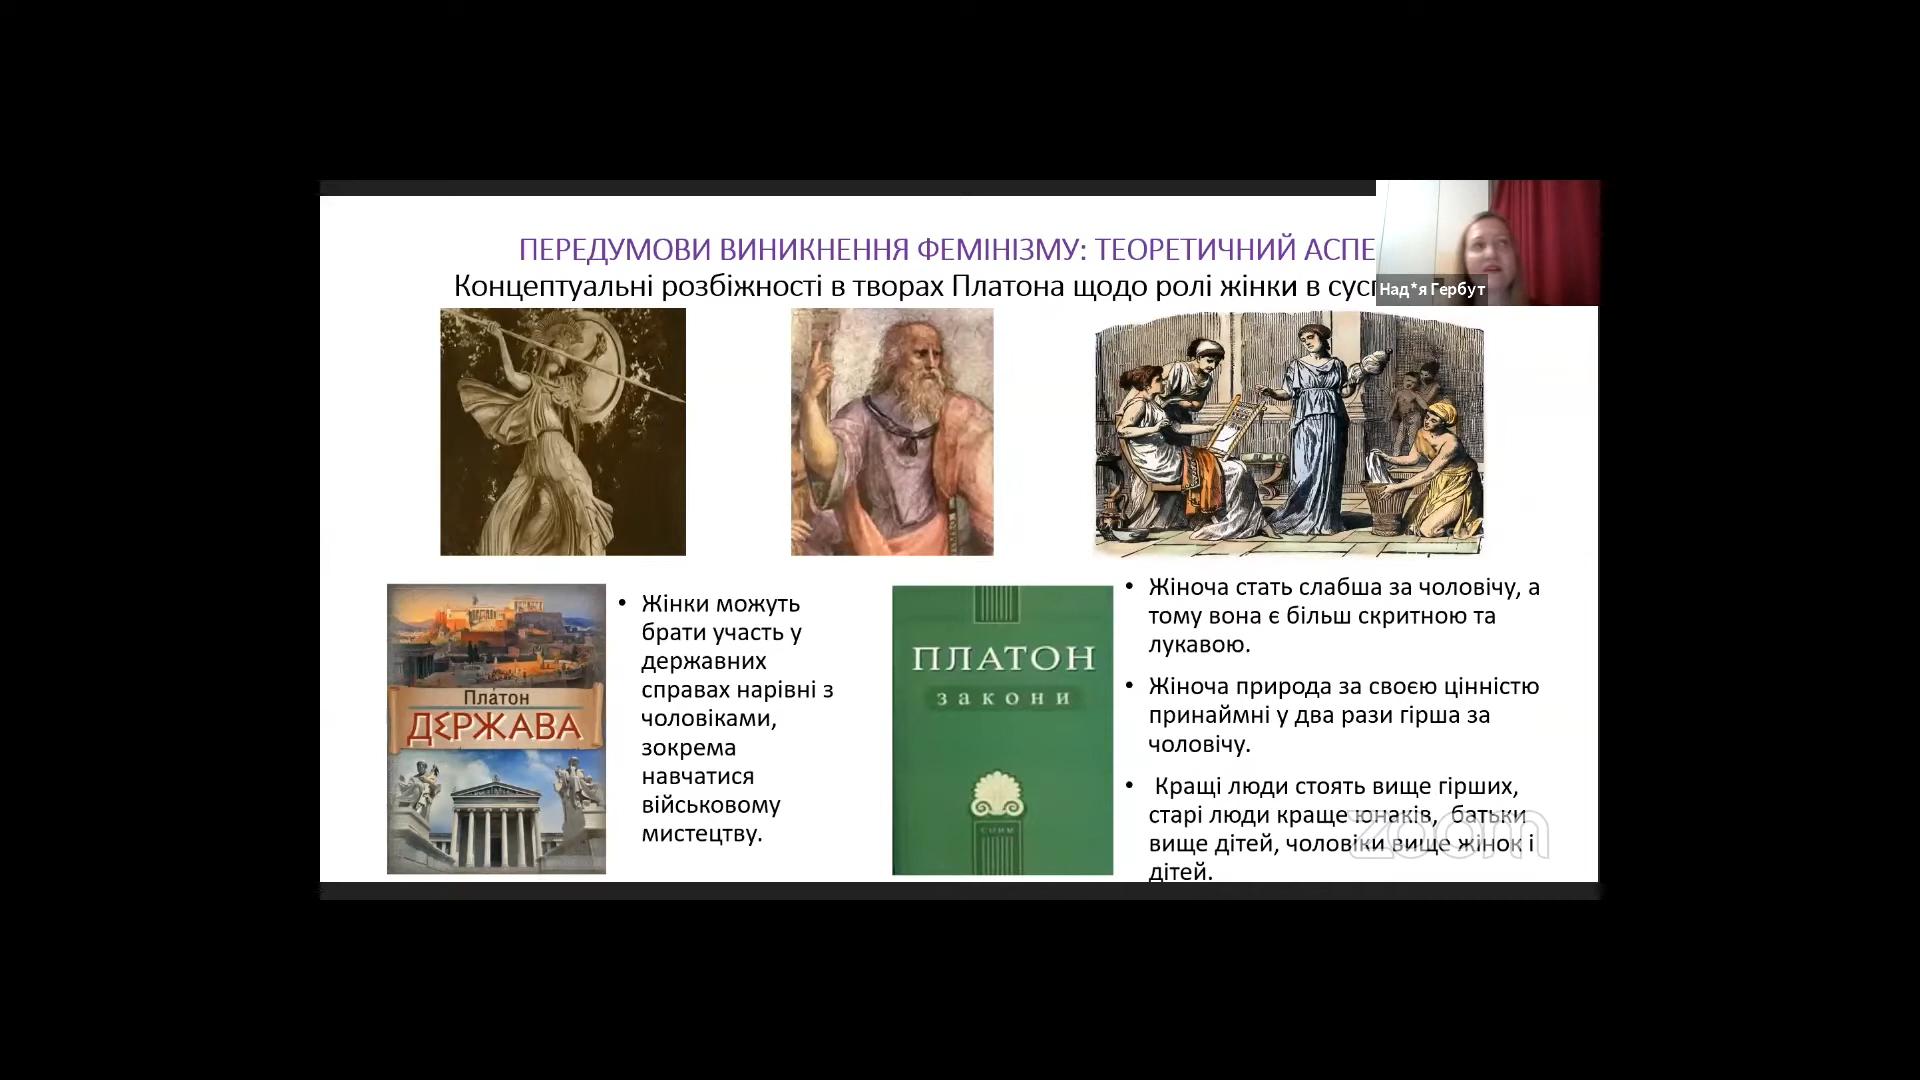 ПЕРЕДУМОВИ ВИНИКНЕННЯ ФЕМІНІЗМУ: ТЕОРЕТИЧНИЙ
Концептуальні розбіжності в творах Платона щодо ролі жінки в
Над*я Гербут
Платон
ДЕРЖАВА
• Жінки можуть
брати участь у
державних
справах нарівні з
чоловіками,
зокрема
навчатися
військовому
мистецтву.
ПЛАТОН
закони
• Жіноча стать слабша за чоловічу, а
тому вона є більш скритною та
лукавою.
• Жіноча природа за своєю цінністю
принаймні у два рази гірша за
чоловічу.
• Кращі люди стоять вище гірших,
старі люди краще юнаків, батьки
вище дітей, чоловіки вище жінок і
дітей.
zoom